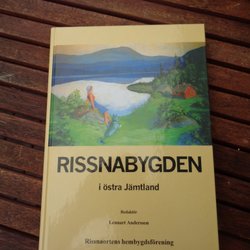 RISSNABYGDEN
i östra Jämtland
Redaktör
Lennart Andersson
Rissnaortens hembygdsförening